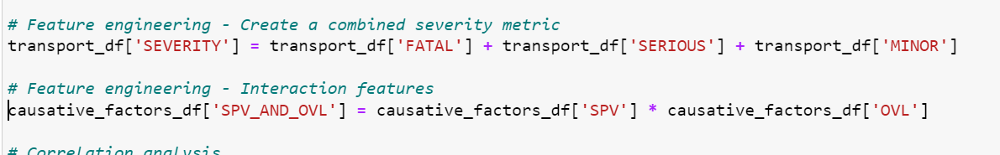 # Feature engineering - Create a combined severity metric
transport_df['SEVERITY'] = transport_df['FATAL'] + transport_df['SERIOUS'] + transport_df['MINOR']
# Feature engineering - Interaction features
causative_factors_df['SPV_AND_OVL'] = causative_factors_df['SPV'] * causative_factors_df['OVL']
# Correlation analysis